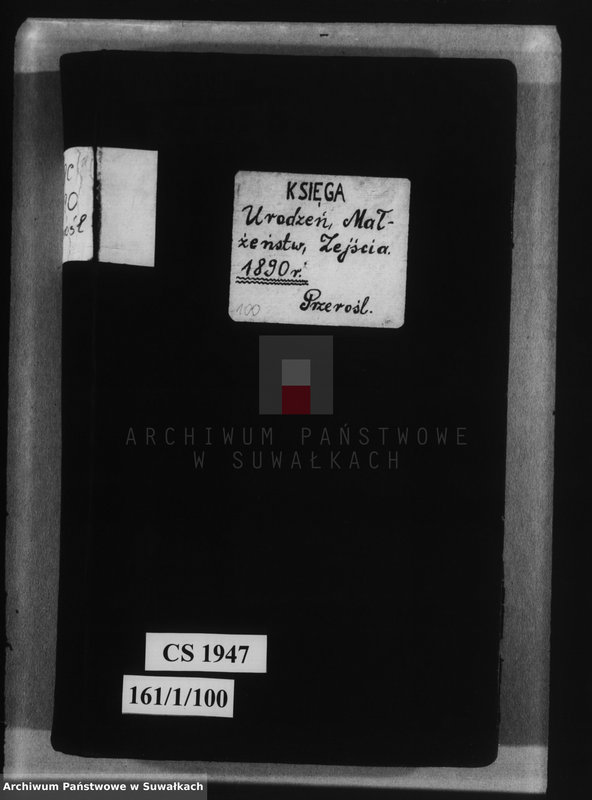 KSIĘGA
Urodzeń, Mał-
żeństw, Zejścia.
1890 r.
Przerośl.
100
ARCHIWUM PAŃSTWOWE
W SUWAŁKACH
CS 1947
161/1/100
Archiwum Państwowe w Suwałkach